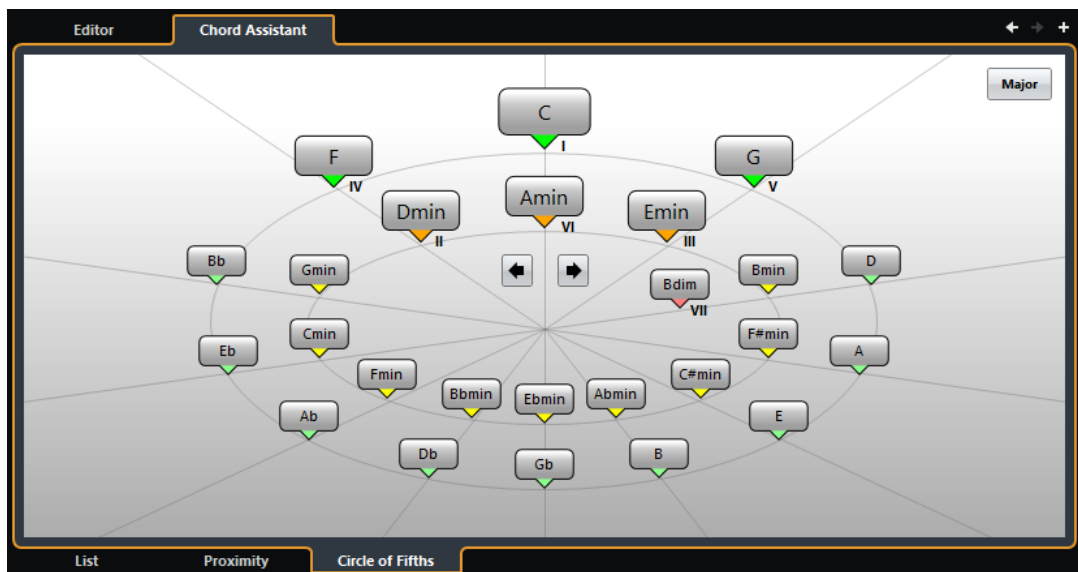 Editor Chord Assistant
Major
C
I
F G
IV V
Amin
Dmin Emin
VI
II III
Bb D
Gmin Bmin
Bdim
VII
Cmin F#min
Eb A
Fmin C#min
Bbmin Ebmin Abmin
Ab E
Db Gb B
List Proximity Circle of Fifths